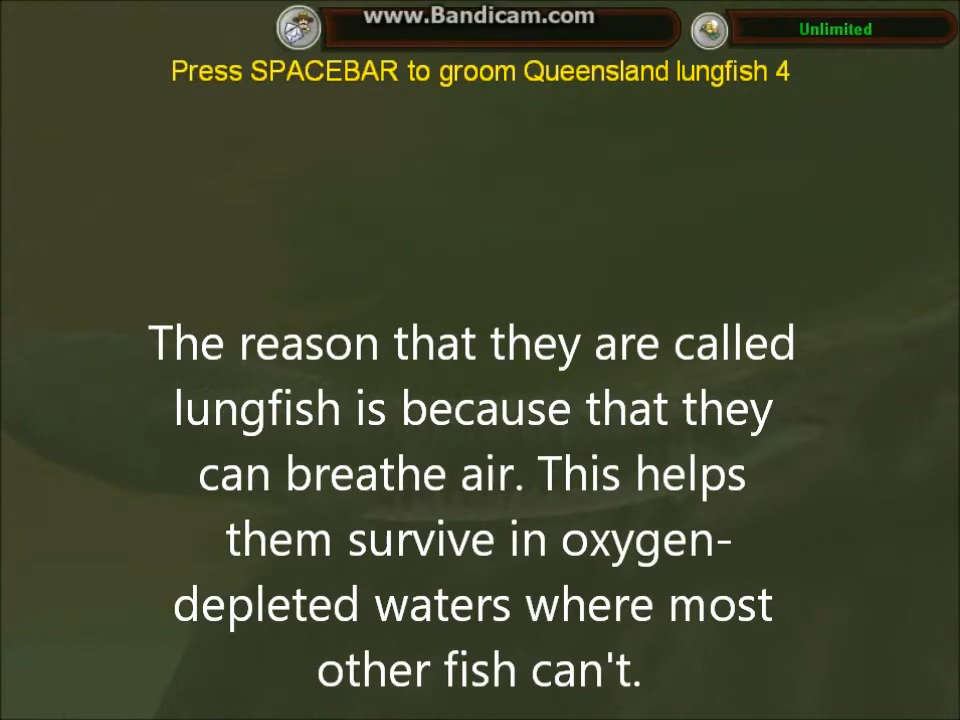 www.Bandicam.com
Unlimited
Press SPACEBAR to groom Queensland lungfish 4
The reason that they are called
lungfish is because that they
can breathe air. This helps
them survive in oxygen-
depleted waters where most
other fish can't.